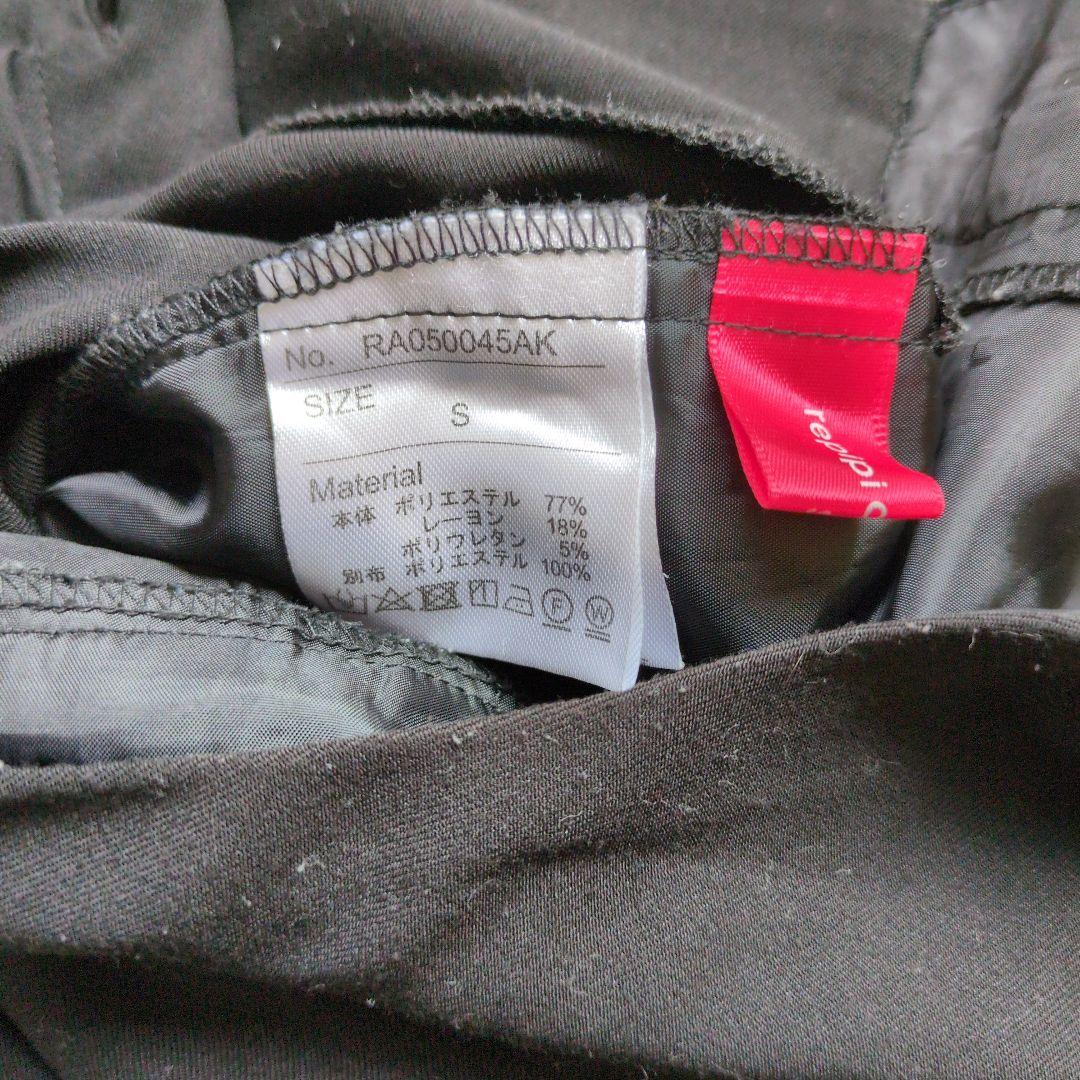 No. RA050045AK
SIZE S
Material
本体 ポリエステル 77%
レーヨン 18%
ポリウレタン 5%
別布 ポリエステル 100%
F W
repipi